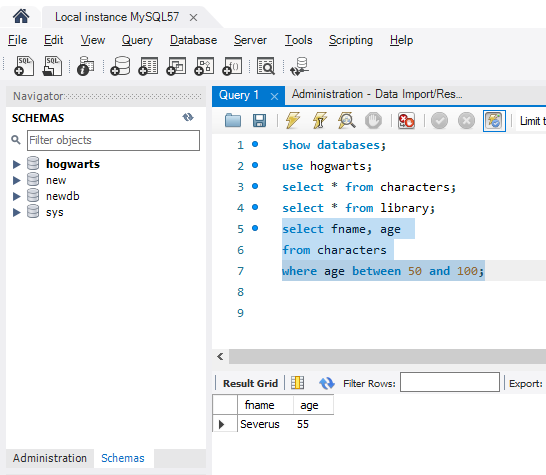 Local instance MySQL57 ×
File Edit View Query Database Server Tools Scripting Help
Navigator
SCHEMAS
Filter objects
hogwarts
new
newdb
sys
Administration Schemas
Query 1 × Administration - Data Import/Res...
Limit t
1 show databases;
2 use hogwarts;
3 select * from characters;
4 select * from library;
5 select fname, age
6 from characters
7 where age between 50 and 100;
8
9
Result Grid Filter Rows: Export:
fname age
Severus 55